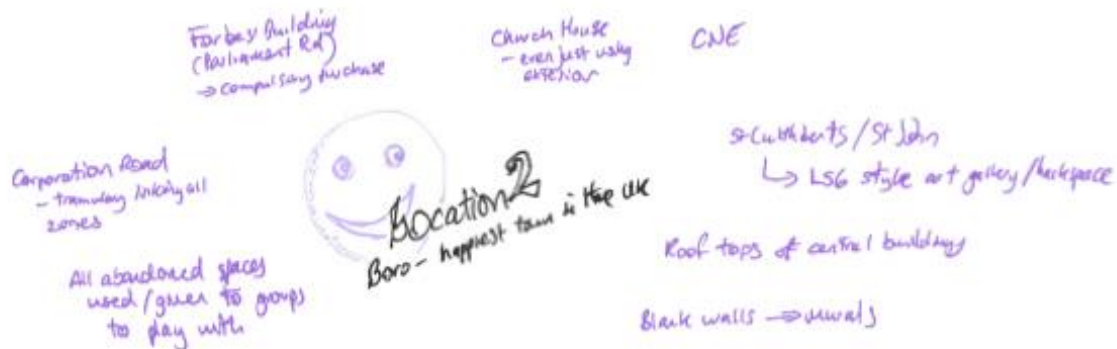 Forbes Building
(Parliament Rd)
→ compulsory purchase
Church House
- even just using
exterior
CNE
Corporation Road
- tramway linking all
zones
St Cuthberts / St John
↳ LSG style art gallery/
All abandoned spaces
used/given to groups
to play with
Location 2
Boro - happiest town in the UK
Roof tops of central buildings
Blank walls → murals